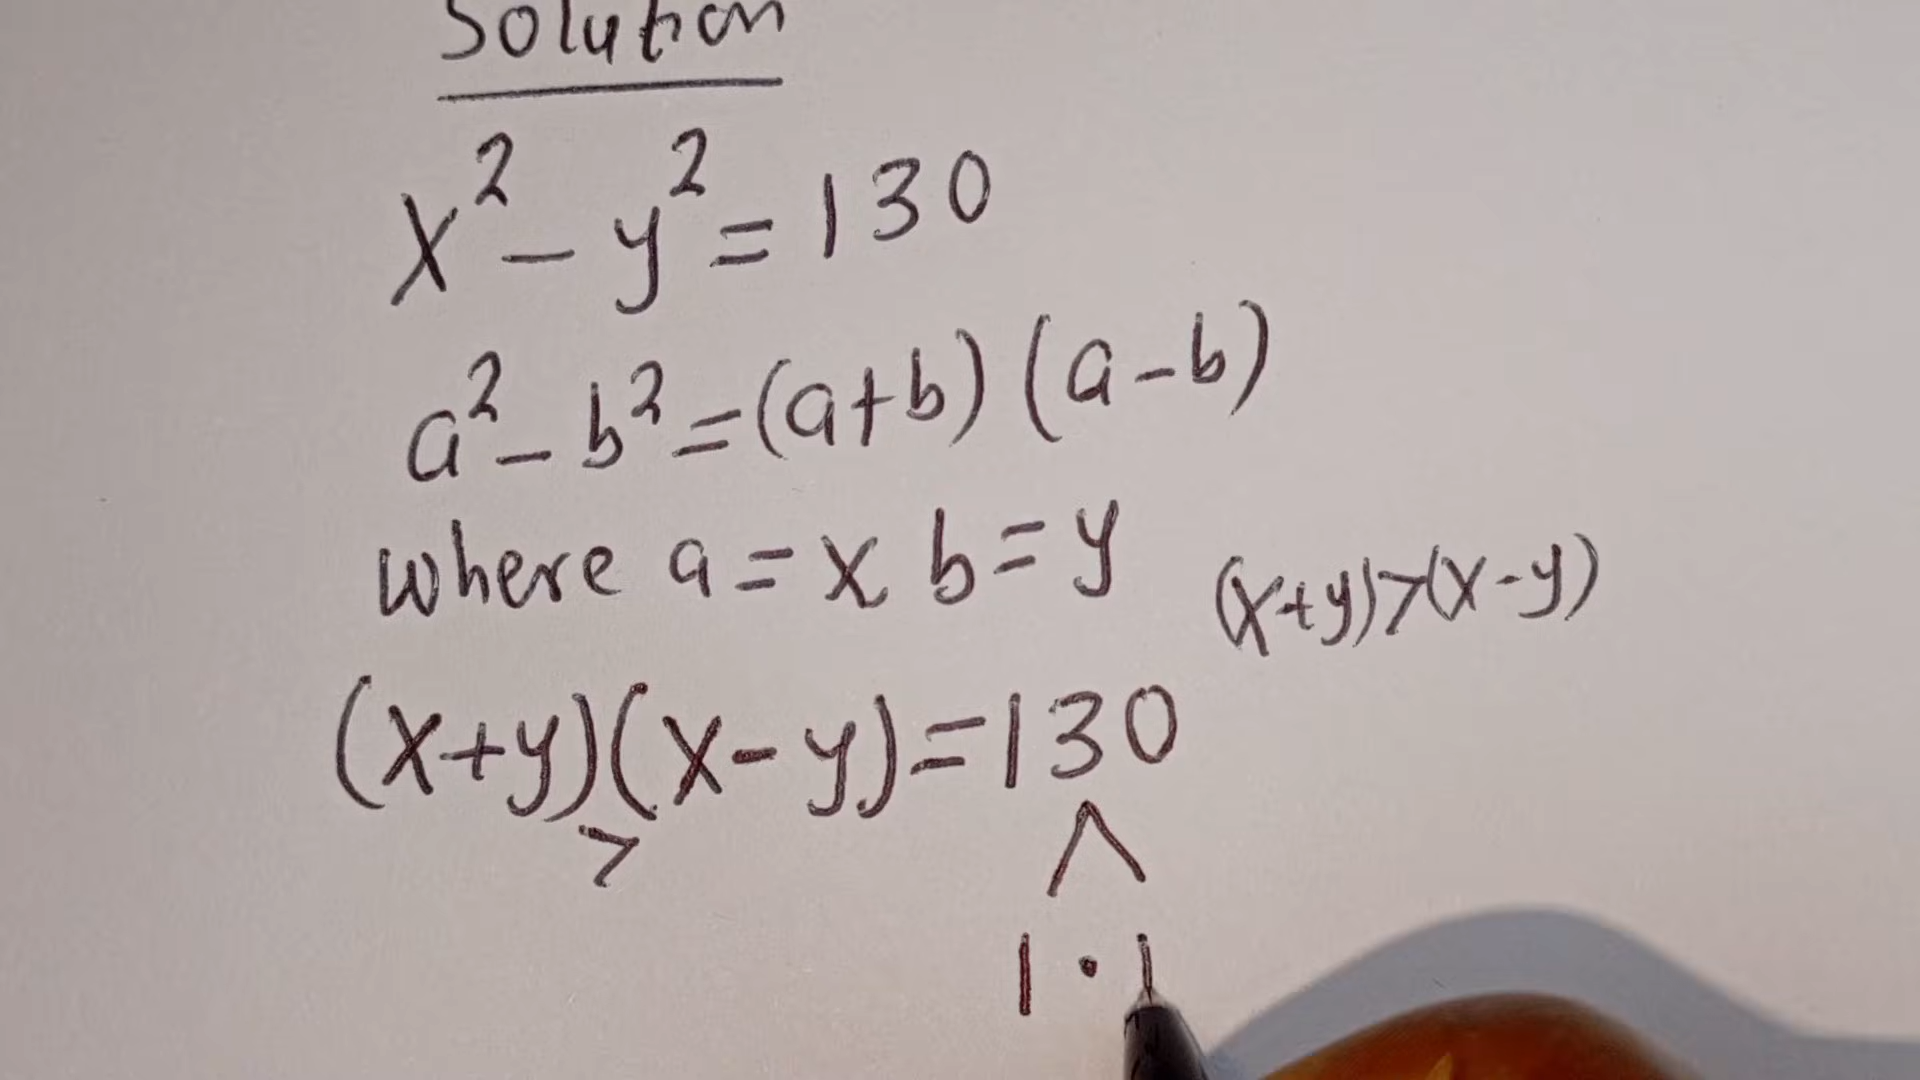 Solution
x² - y² = 130
a² - b² = (a+b) (a-b)
where a = x b = y
(x+y)>(x-y)
(x+y)(x-y) = 130
>
1 · 1